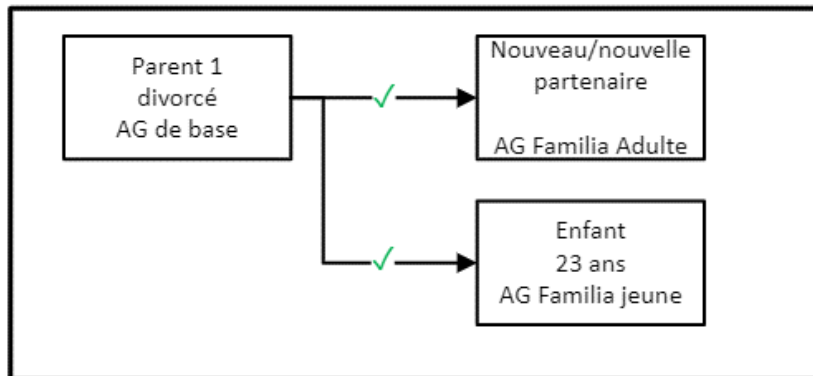 Parent 1
divorcé
AG de base
Nouveau/nouvelle
partenaire
AG Familia Adulte
Enfant
23 ans
AG Familia jeune